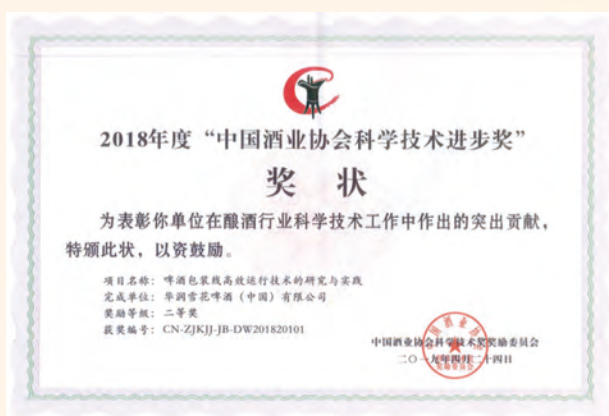 2018年度“中国酒业协会科学技术进步奖”
奖 状
为表彰你单位在酿酒行业科学技术工作中作出的突出贡献，
特颁此状，以资鼓励。
项目名称：啤酒包装线高效运行技术的研究与实践
完成单位：华润雪花啤酒（中国）有限公司
奖励等级：二等奖
获奖编号：CN-ZJKJJ-JB-DW201820101
中国酒业协会科学技术奖奖励委员会
二〇一九年四月二十四日